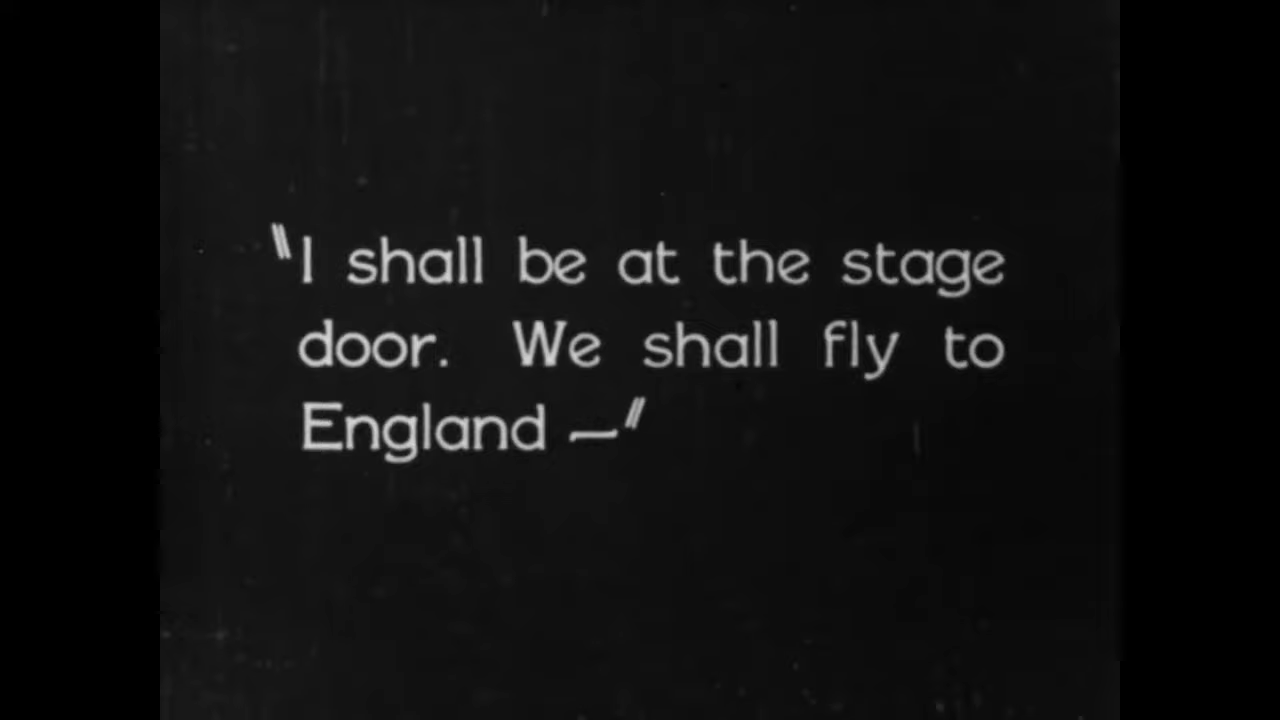 "I shall be at the stage
door. We shall fly to
England —"